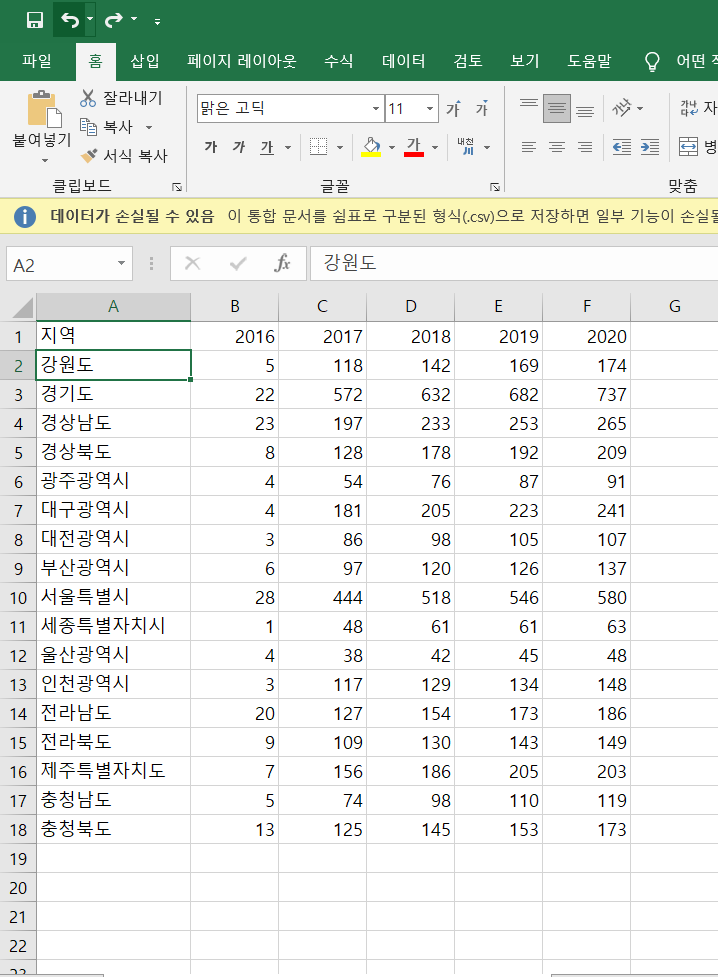 파일 홈 삽입 페이지 레이아웃 수식 데이터 검토 보기 도움말 어떤
붙여넣기
잘라내기
복사
서식 복사
클립보드
맑은 고딕 11 가 가
가 가 가 가 내천
글꼴
가나다라
맞춤
데이터가 손실될 수 있음 이 통합 문서를 쉼표로 구분된 형식(.csv)으로 저장하면 일부 기능이 손실될
A2 fx 강원도
A B C D E F G
1 지역 2016 2017 2018 2019 2020
2 강원도 5 118 142 169 174
3 경기도 22 572 632 682 737
4 경상남도 23 197 233 253 265
5 경상북도 8 128 178 192 209
6 광주광역시 4 54 76 87 91
7 대구광역시 4 181 205 223 241
8 대전광역시 3 86 98 105 107
9 부산광역시 6 97 120 126 137
10 서울특별시 28 444 518 546 580
11 세종특별자치시 1 48 61 61 63
12 울산광역시 4 38 42 45 48
13 인천광역시 3 117 129 134 148
14 전라남도 20 127 154 173 186
15 전라북도 9 109 130 143 149
16 제주특별자치도 7 156 186 205 203
17 충청남도 5 74 98 110 119
18 충청북도 13 125 145 153 173
19
20
21
22
23